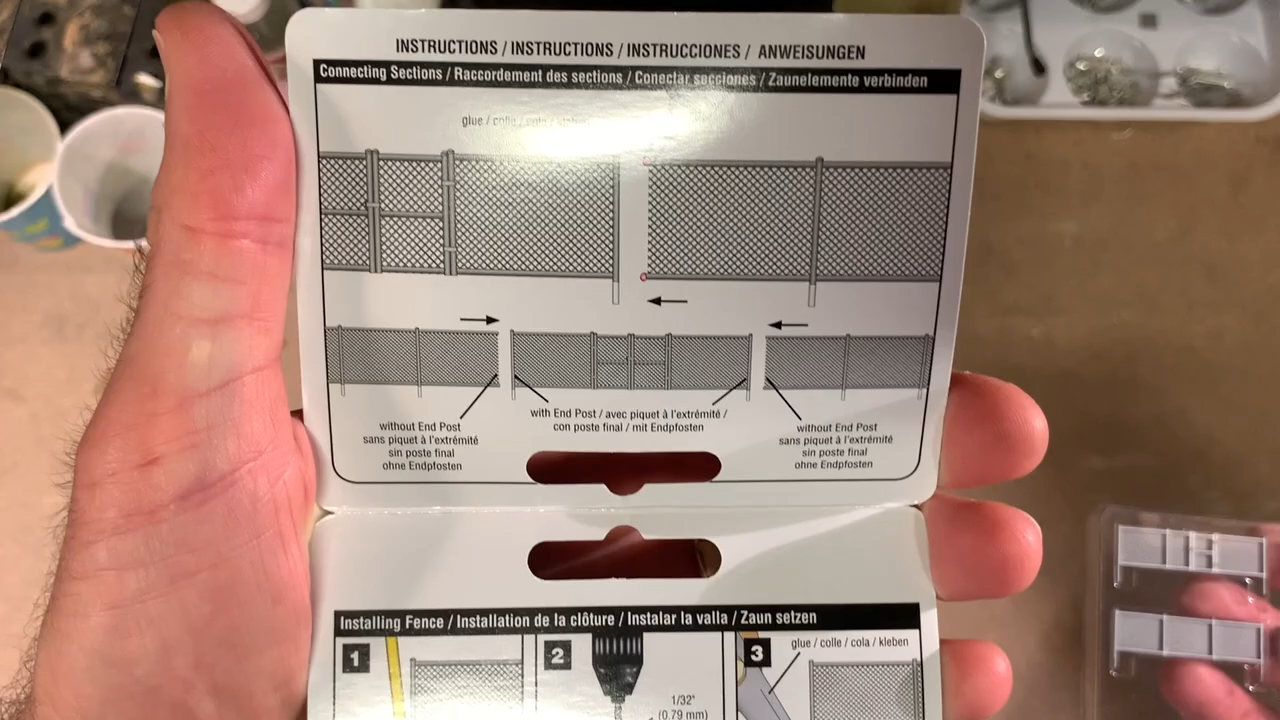 INSTRUCTIONS / INSTRUCTIONS / INSTRUCCIONES / ANWEISUNGEN
Connecting Sections / Raccordement des sections / Conectar secciones / Zaunelemente verbinden
glue / colle / cola / kleben
without End Post
sans piquet à l'extrémité
sin poste final
ohne Endpfosten
with End Post / avec piquet à l'extrémité /
con poste final / mit Endpfosten
without End Post
sans piquet à l'extrémité
sin poste final
ohne Endpfosten
Installing Fence / Installation de la clôture / Instalar la valla / Zaun setzen
1
2
1/32"
(0.79 mm)
3
glue / colle / cola / kleben